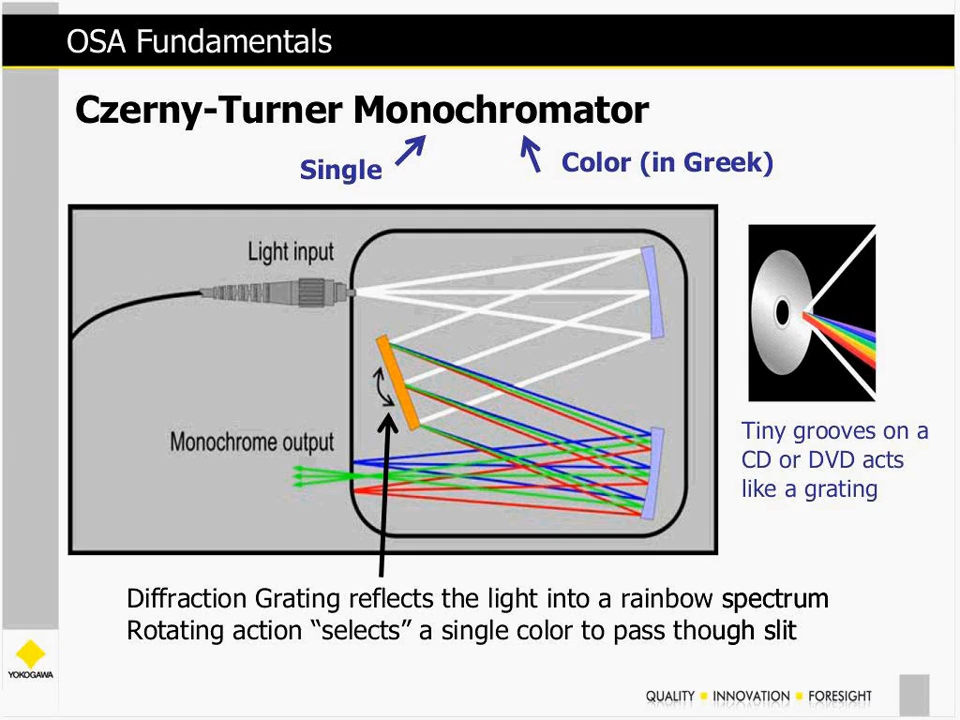 OSA Fundamentals
Czerny-Turner Monochromator
Single
Color (in Greek)
Light input
Monochrome output
Tiny grooves on a
CD or DVD acts
like a grating
Diffraction Grating reflects the light into a rainbow spectrum
Rotating action “selects” a single color to pass though slit
YOKOGAWA
QUALITY ■ INNOVATION ■ FORESIGHT